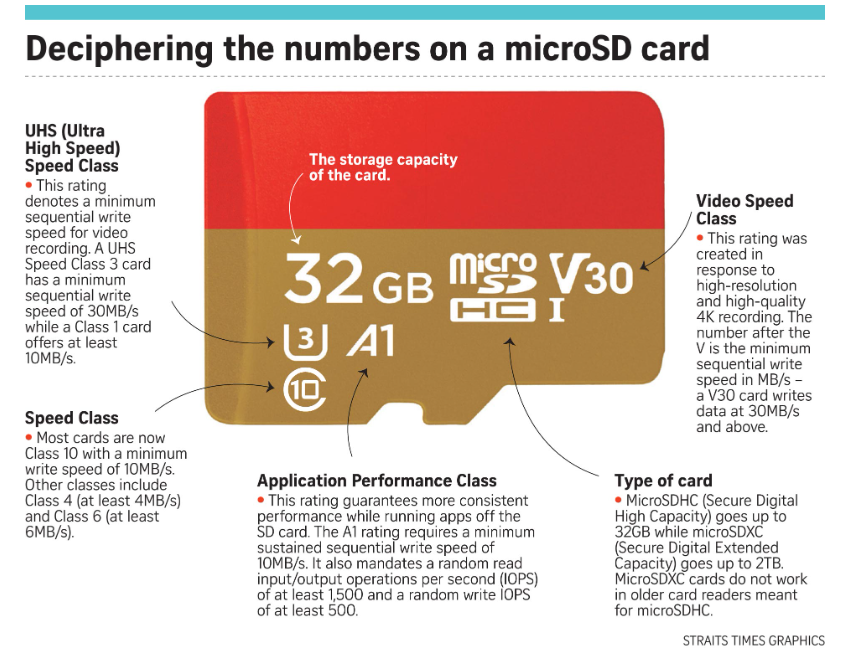 Deciphering the numbers on a microSD card
UHS (Ultra
High Speed)
Speed Class
• This rating
denotes a minimum
sequential write
speed for video
recording. A UHS
Speed Class 3 card
has a minimum
sequential write
speed of 30MB/s
while a Class 1 card
offers at least
10MB/s.
Speed Class
• Most cards are now
Class 10 with a minimum
write speed of 10MB/s.
Other classes include
Class 4 (at least 4MB/s)
and Class 6 (at least
6MB/s).
The storage capacity
of the card.
32 GB
micro
SD
HC I
V30
3
A1
10
Application Performance Class
• This rating guarantees more consistent
performance while running apps off the
SD card. The A1 rating requires a minimum
sustained sequential write speed of
10MB/s. It also mandates a random read
input/output operations per second (IOPS)
of at least 1,500 and a random write IOPS
of at least 500.
Video Speed
Class
• This rating was
created in
response to
high-resolution
and high-quality
4K recording. The
number after the
V is the minimum
sequential write
speed in MB/s –
a V30 card writes
data at 30MB/s
and above.
Type of card
• MicroSDHC (Secure Digital
High Capacity) goes up to
32GB while microSDXC
(Secure Digital Extended
Capacity) goes up to 2TB.
MicroSDXC cards do not work
in older card readers meant
for microSDHC.
STRAITS TIMES GRAPHICS